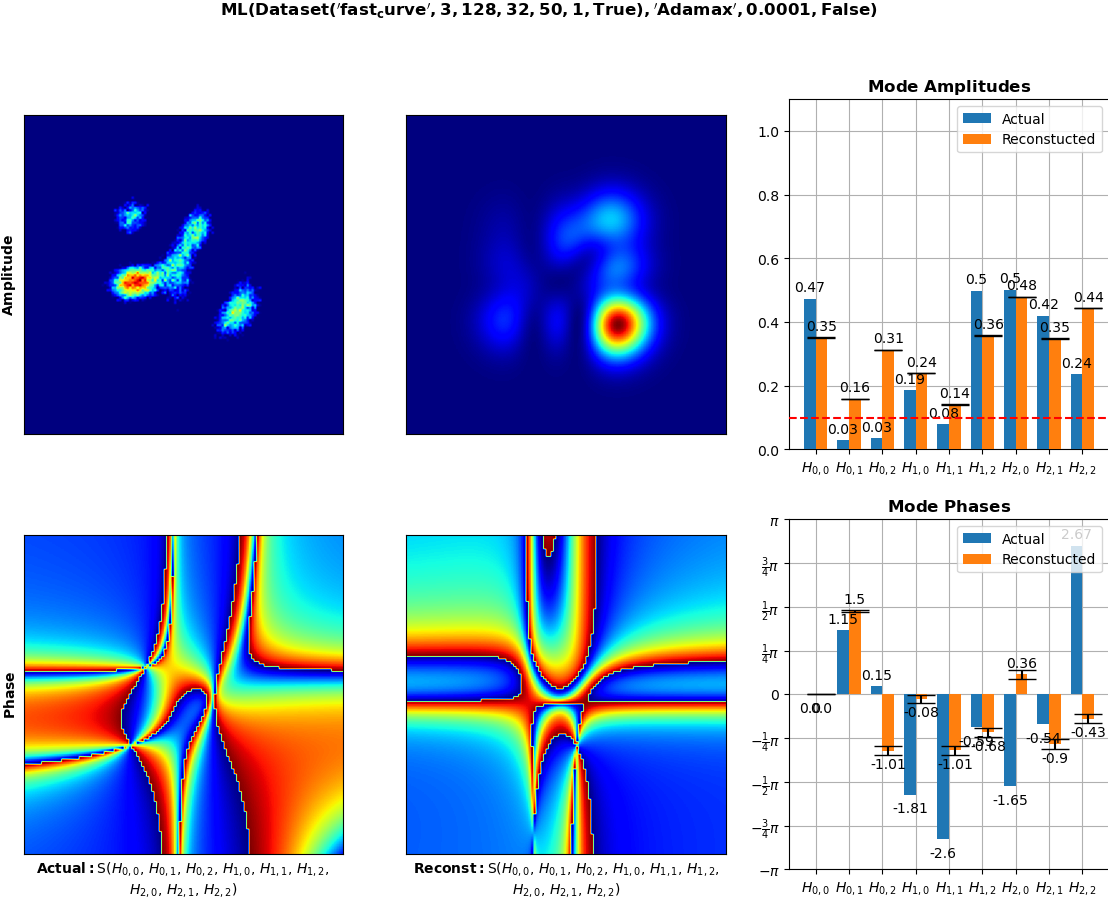 ML(Dataset('fast_curve', 3, 128, 32, 50, 1, True), 'Adamax', 0.0001, False)
Amplitude
Mode Amplitudes
Actual
Reconstucted
1.0
0.8
0.6
0.4
0.2
0.0
0.47 0.03 0.03 0.19 0.08 0.5 0.5 0.42 0.24
0.35 0.16 0.31 0.24 0.14 0.36 0.48 0.35 0.44
H0,0 H0,1 H0,2 H1,0 H1,1 H1,2 H2,0 H2,1 H2,2
Phase
Actual: S(H0,0, H0,1, H0,2, H1,0, H1,1, H1,2,
H2,0, H2,1, H2,2)
Reconst: S(H0,0, H0,1, H0,2, H1,0, H1,1, H1,2,
H2,0, H2,1, H2,2)
Mode Phases
Actual
Reconstucted
π
3/4π
1/2π
1/4π
0
−1/4π
−1/2π
−3/4π
−π
0.0 1.15 0.15 -1.81 -2.6 -0.59 -1.65 -0.54 2.67
0.0 1.5 -1.01 -0.08 -1.01 -0.68 0.36 -0.9 -0.43
H0,0 H0,1 H0,2 H1,0 H1,1 H1,2 H2,0 H2,1 H2,2